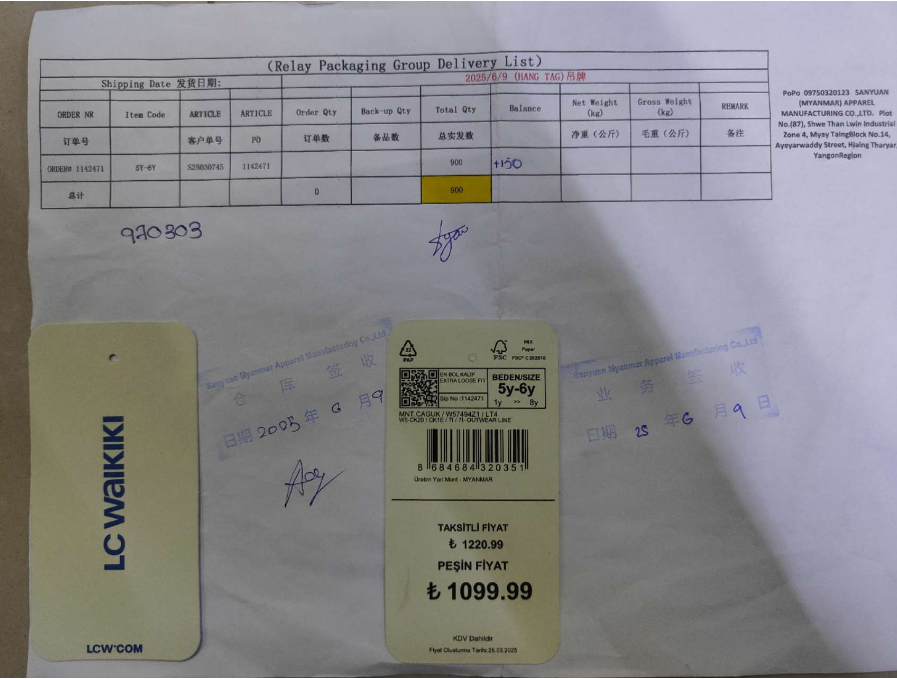 (Relay Packaging Group Delivery List)
Shipping Date 发货日期: 2025/6/9 (HANG TAG)吊牌
ORDER NR Item Code ARTICLE ARTICLE Order Qty Back-up Qty Total Qty Balance Net Weight (kg) Gross Weight (kg) REMARK
订单号 客户单号 PO 订单数 备品数 总实发数 净重(公斤) 毛重(公斤) 备注
ORDER# 1142471 5Y-6Y S2S030745 1142471 900 +150
总计 0 900
PoPo 09750320123 SANYUAN
(MYANMAR) APPAREL
MANUFACTURING CO.,LTD. Plot
No.(87), Shwe Than Lwin Industrial
Zone 4, Myay TaingBlock No.14,
Ayeyarwaddy Street, Hlaing Tharyar,
YangonRegion
970303
LC WAIKIKI
LCW.COM
Sanyuan Myanmar Apparel Manufacturing Co.,Ltd
仓库签收
日期 2025 年 6 月 9
22
PAP
FSC
MIX
Paper
EN BOL KALIP
EXTRA LOOSE FIT
Sip No :1142471
BEDEN/SIZE
5y-6y
1y >> 8y
MNT.CAGUK / W57494Z1 / LT4
OUTWEAR LINE
8 684684 320351
Üretim Yeri Mont - MYANMAR
TAKSİTLİ FİYAT
₺ 1220.99
PEŞİN FİYAT
₺ 1099.99
KDV Dahildir
Fiyat Olusturma Tarihi:25.03.2025
Sanyuan Myanmar Apparel Manufacturing Co.,Ltd
业务签收
日期 25 年 6 月 9 日